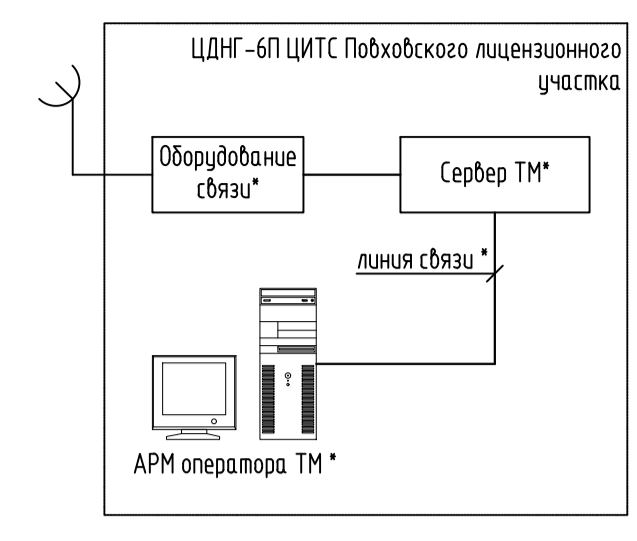 ЦДНГ-6П ЦИТС Повховского лицензионного
участка
Оборудование
связи*
Сервер ТМ*
линия связи *
АРМ оператора ТМ *